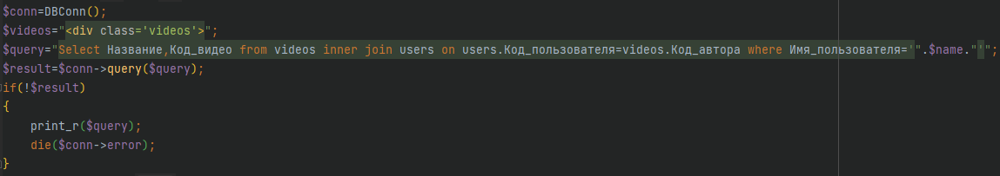 $conn=DBConn();
$videos="<div class='videos'>";
$query="Select Название,Код_видео from videos inner join users on users.Код_пользователя=videos.Код_автора where Имя_пользователя='".$name."'";
$result=$conn->query($query);
if(!$result)
{
print_r($query);
die($conn->error);
}